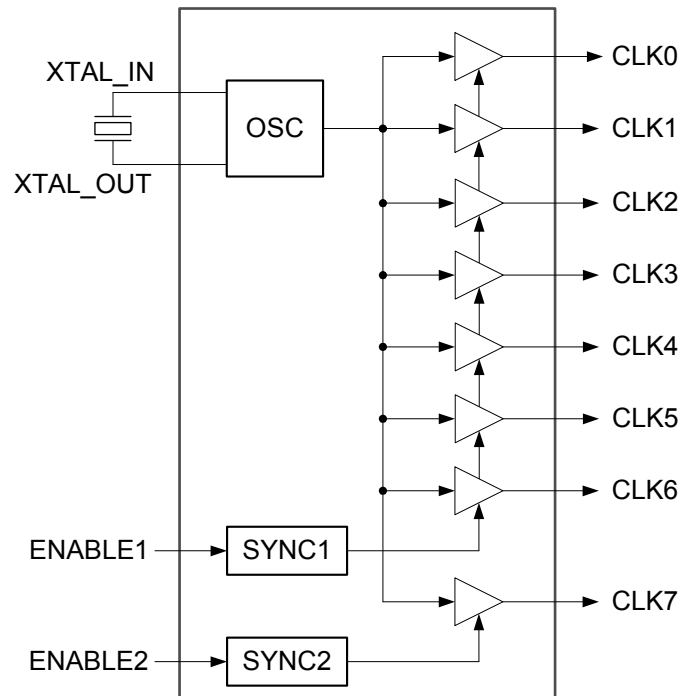 CLK0
XTAL_IN
OSC
CLK1
XTAL_OUT
CLK2
CLK3
CLK4
CLK5
CLK6
ENABLE1
SYNC1
CLK7
ENABLE2
SYNC2